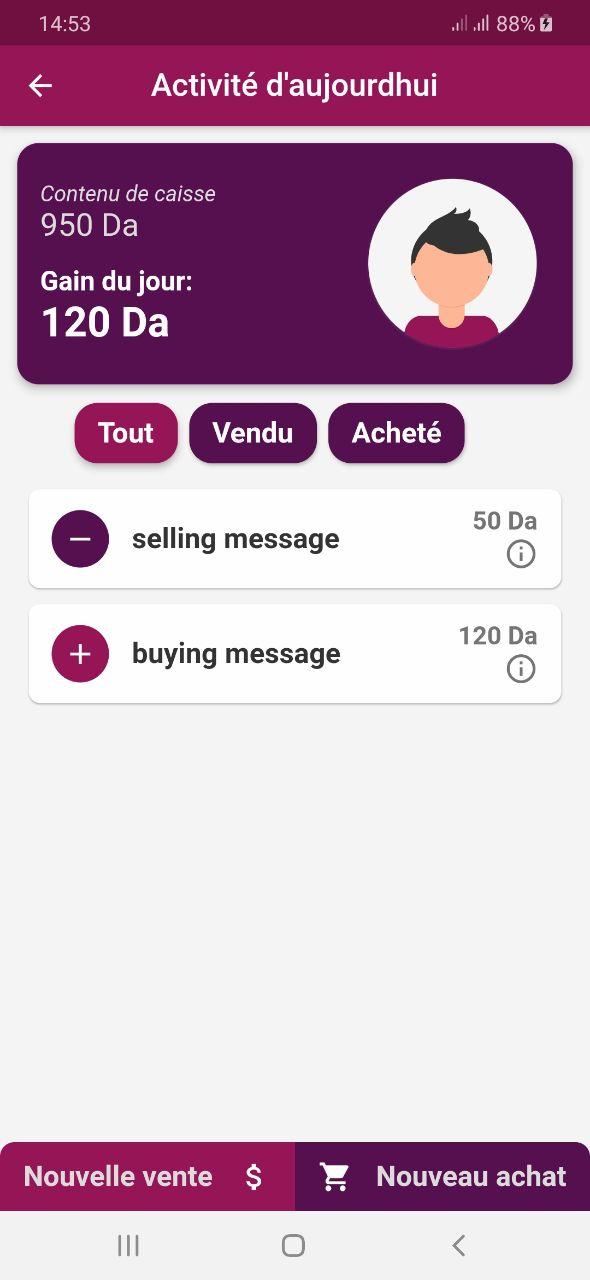 14:53
88%
Activité d'aujourdhui
Contenu de caisse
950 Da
Gain du jour:
120 Da
Tout
Vendu
Acheté
selling message
50 Da
buying message
120 Da
Nouvelle vente $
Nouveau achat